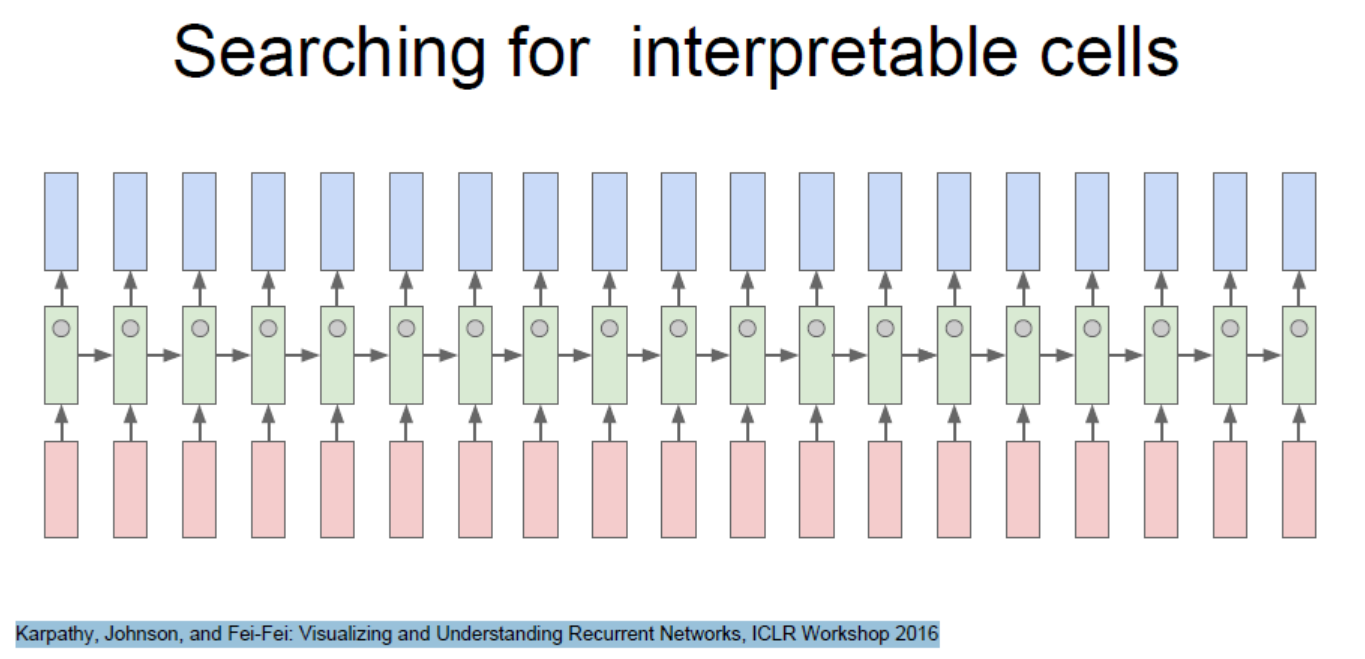 Searching for  interpretable cells
Karpathy, Johnson, and Fei-Fei: Visualizing and Understanding Recurrent Networks, ICLR Workshop 2016